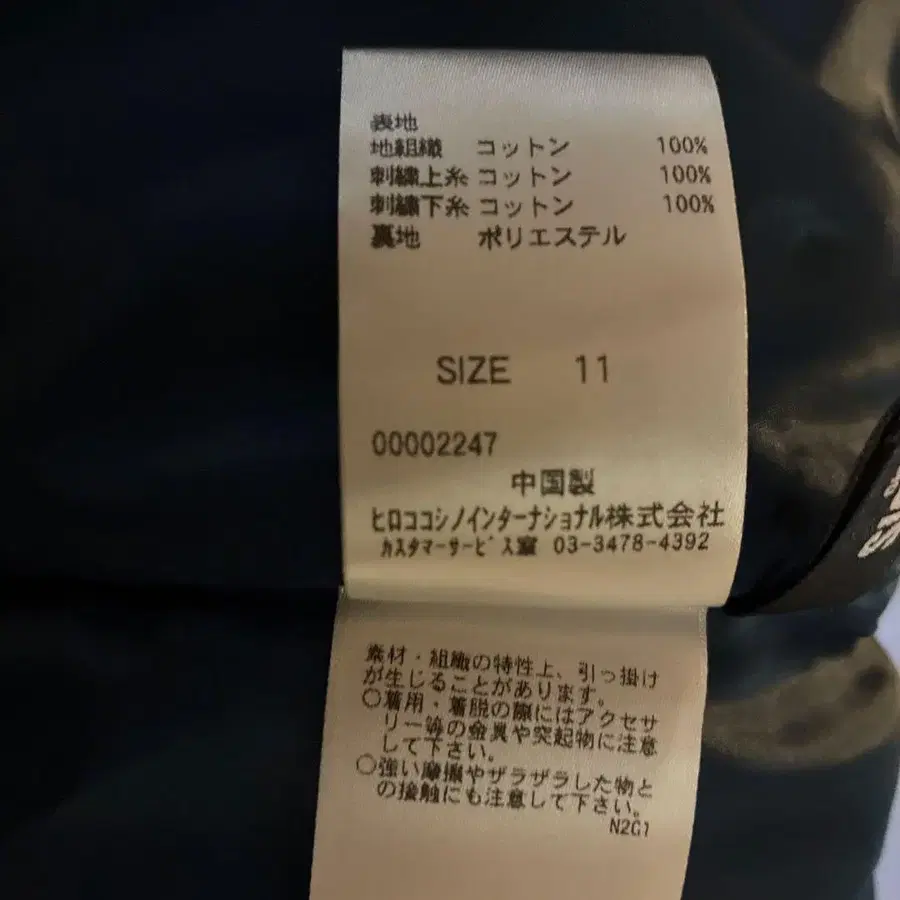 表地
地組織 コットン 100%
刺繍上糸 コットン 100%
刺繍下糸 コットン 100%
裏地 ポリエステル
SIZE 11
00002247
中国製
ヒロココシノインターナショナル株式会社
カスタマーサービス室 03-3478-4392
素材・組織の特性上、引っ掛け
が生じることがあります。
○着用・着脱の際にはアクセサ
リー等の金具や突起物に注意
して下さい。
○強い摩擦やザラザラした物と
の接触にも注意して下さい。
N2G1